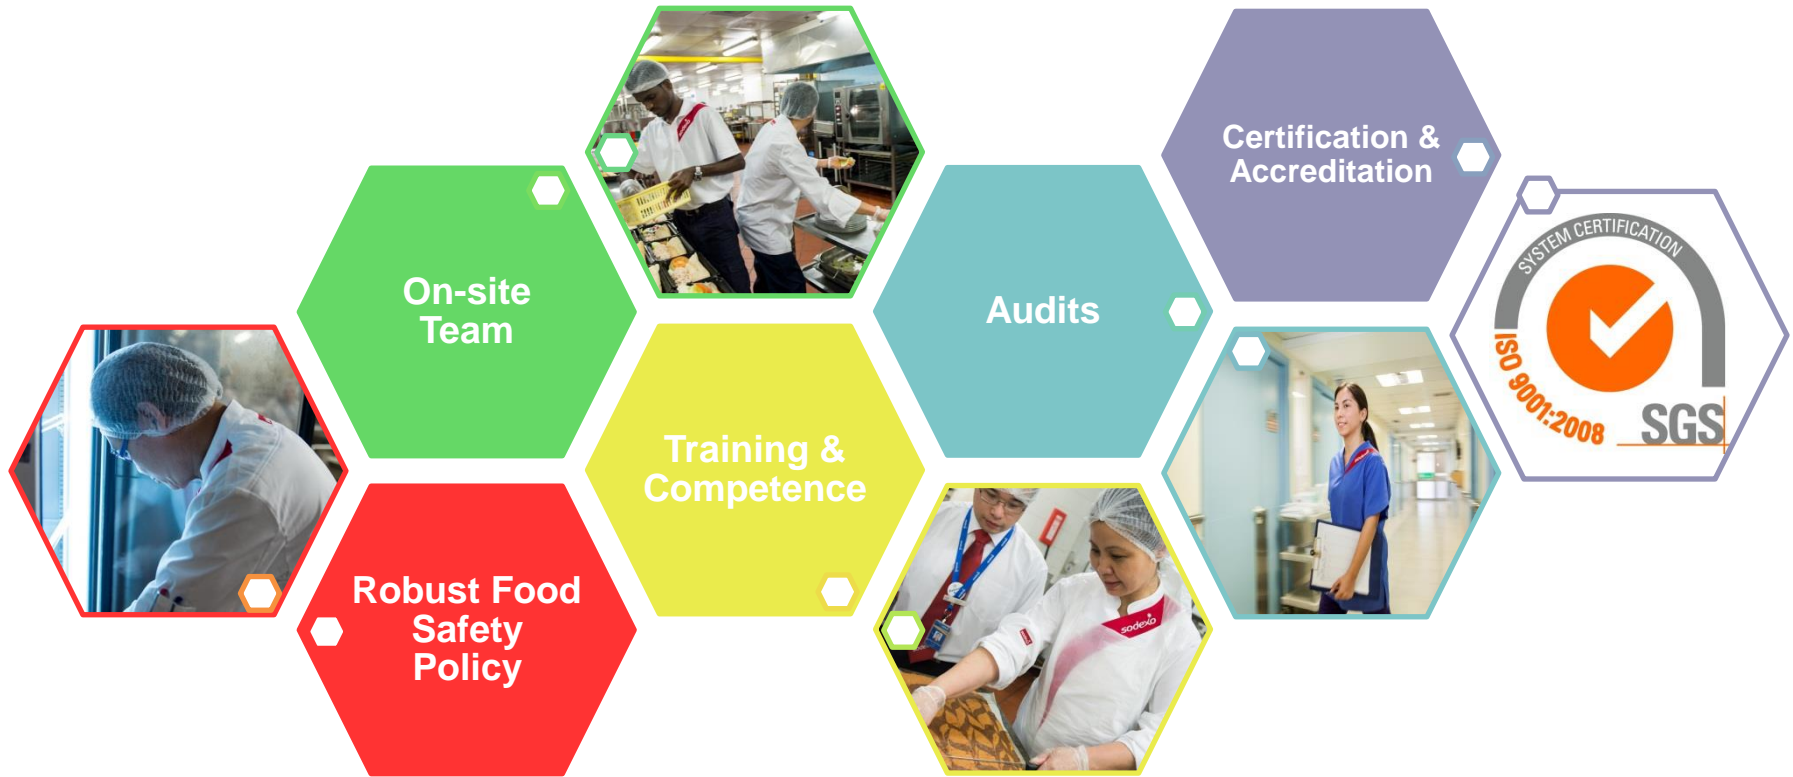 Certification &
Accreditation
On-site
Team
Audits
SYSTEM CERTIFICATION
ISO 9001:2008
SGS
Training &
Competence
Robust Food
Safety
Policy
sodexo
sodexo